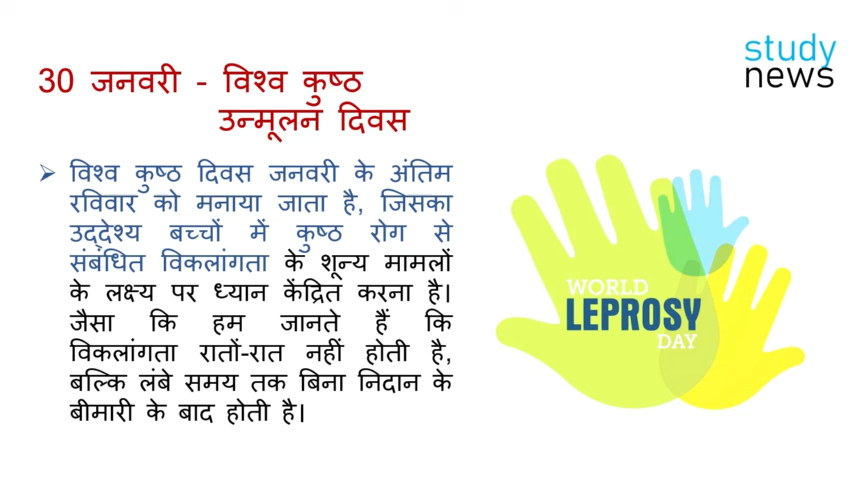 study
news
30 जनवरी - विश्व कुष्ठ
उन्मूलन दिवस
➢ विश्व कुष्ठ दिवस जनवरी के अंतिम
रविवार को मनाया जाता है, जिसका
उद्देश्य बच्चों में कुष्ठ रोग से
संबंधित विकलांगता के शून्य मामलों
के लक्ष्य पर ध्यान केंद्रित करना है।
जैसा कि हम जानते हैं कि
विकलांगता रातों-रात नहीं होती है,
बल्कि लंबे समय तक बिना निदान के
बीमारी के बाद होती है।
WORLD
LEPROSY
DAY